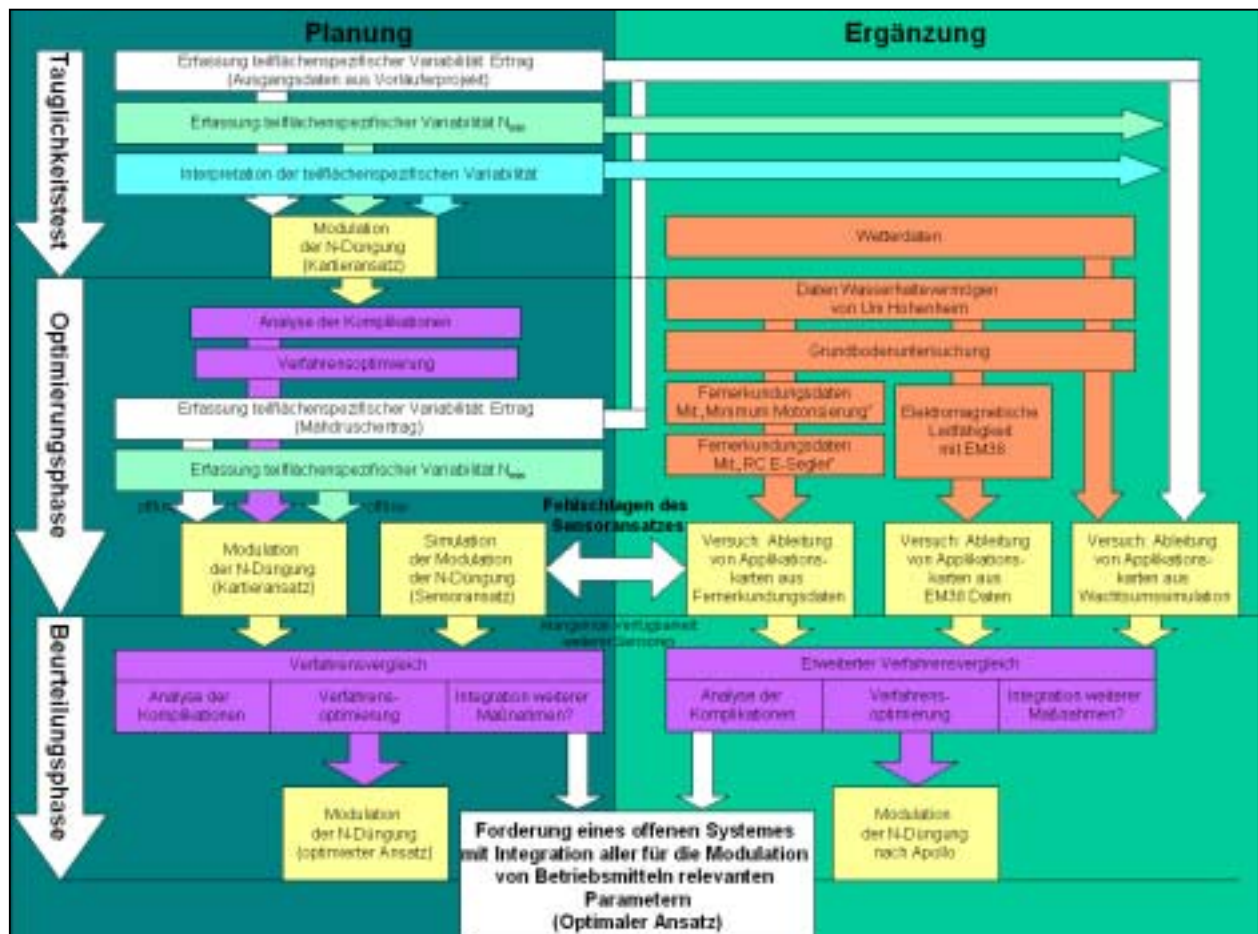 Planung
Ergänzung
Tauglichkeitstest
Erfassung teilflächenspezifischer Variabilität Ertrag
(Ausgangsdaten aus Vorläuferprojekt)
Erfassung teilflächenspezifischer Variabilität Nmin
Interpretation der teilflächenspezifischen Variabilität
Modulation
der N-Düngung
(Kartieransatz)
Wetterdaten
Optimierungsphase
Analyse der Komplikationen
Verfahrensoptimierung
Erfassung teilflächenspezifischer Variabilität Ertrag
(Mähdruschertrag)
Erfassung teilflächenspezifischer Variabilität Nmin
Daten Wasserhaltevermögen
von Uni Hohenheim
Grundbodenuntersuchung
Fernerkundungsdaten
Mit „Minimum Motorisierung“
Fernerkundungsdaten
Mit „RC E-Segler“
Elektromagnetische
Leitfähigkeit
mit EM38
offline
Fehlschlagen des
Sensoransatzes
Modulation
der N-Düngung
(Kartieransatz)
Simulation
der Modulation
der N-Düngung
(Sensoransatz)
Versuch: Ableitung
von Applikations-
karten aus
Fernerkundungsdaten
Versuch: Ableitung
von Applikations-
karten aus
EM38 Daten
Versuch: Ableitung
von Applikations-
karten aus
Wachtsumssimulation
Beurteilungsphase
Verfahrensvergleich
Analyse der
Komplikationen
Verfahrens-
optimierung
Integration weiterer
Maßnahmen?
Erweiterter Verfahrensvergleich
Analyse der
Komplikationen
Verfahrens-
optimierung
Integration weiterer
Maßnahmen?
Modulation
der N-Düngung
(optimierter Ansatz)
Forderung eines offenen Systemes
mit Integration aller für die Modulation
von Betriebsmitteln relevanten
Parametern
(Optimaler Ansatz)
Modulation
der N-Düngung
nach Apollo